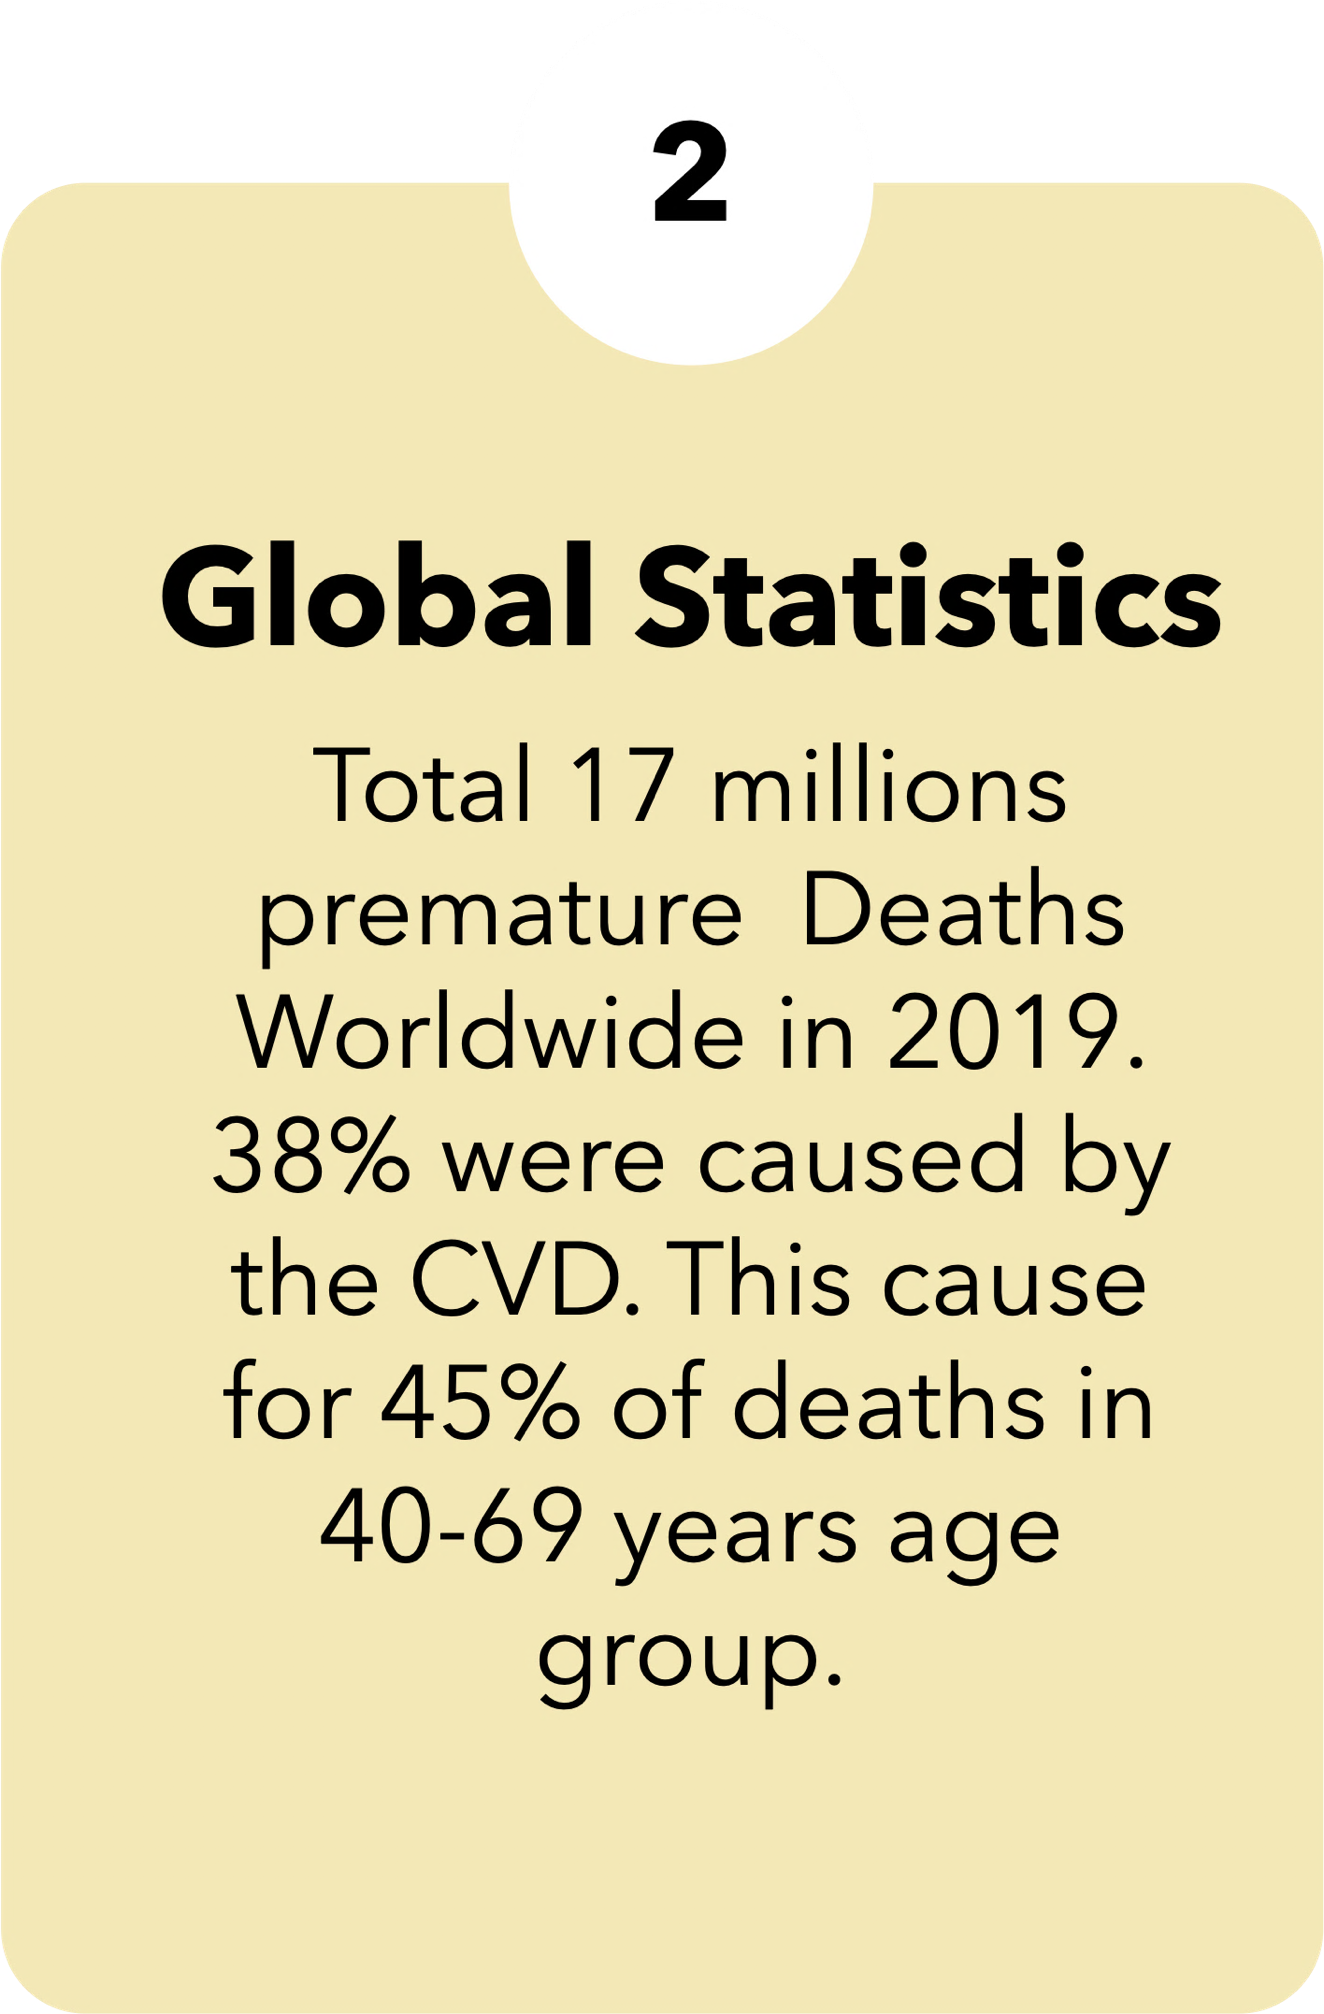 2
Global Statistics
Total 17 millions
premature  Deaths
Worldwide in 2019.
38% were caused by
the CVD. This cause
for 45% of deaths in
40-69 years age
group.